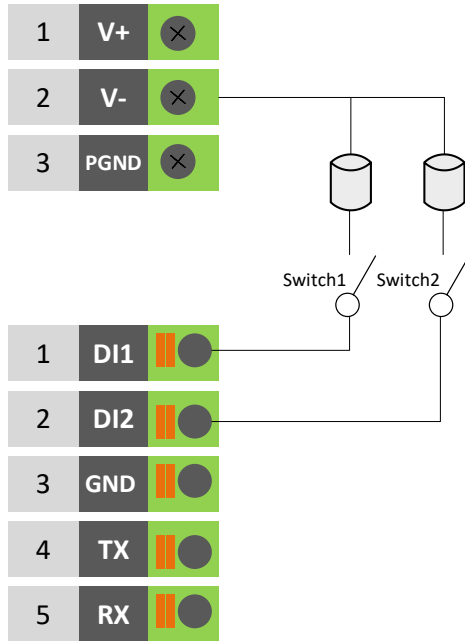 1 V+
2 V-
3 PGND
Switch1 Switch2
1 DI1
2 DI2
3 GND
4 TX
5 RX